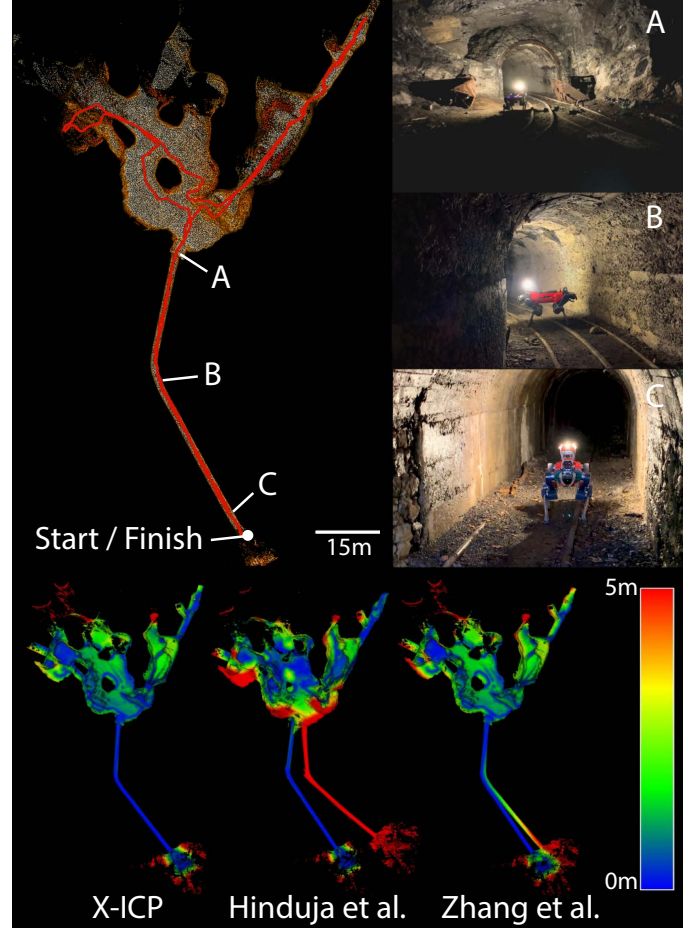 A
B
C
A
B
C
Start / Finish
15m
5m
0m
X-ICP
Hinduja et al.
Zhang et al.